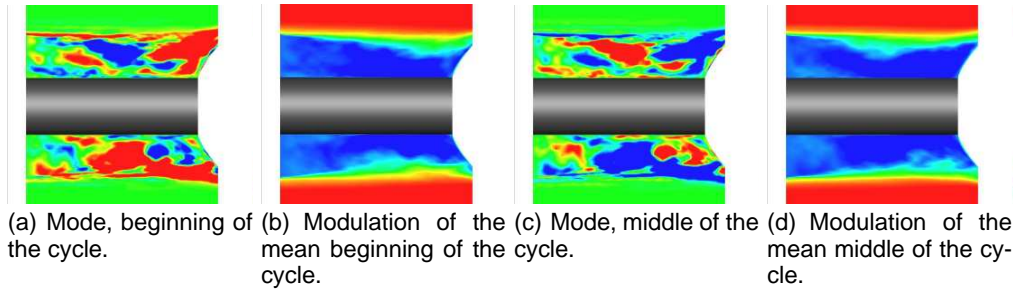 (a) Mode, beginning of
the cycle.
(b) Modulation of the
mean beginning of the
cycle.
(c) Mode, middle of the
cycle.
(d) Modulation of the
mean middle of the cy-
cle.